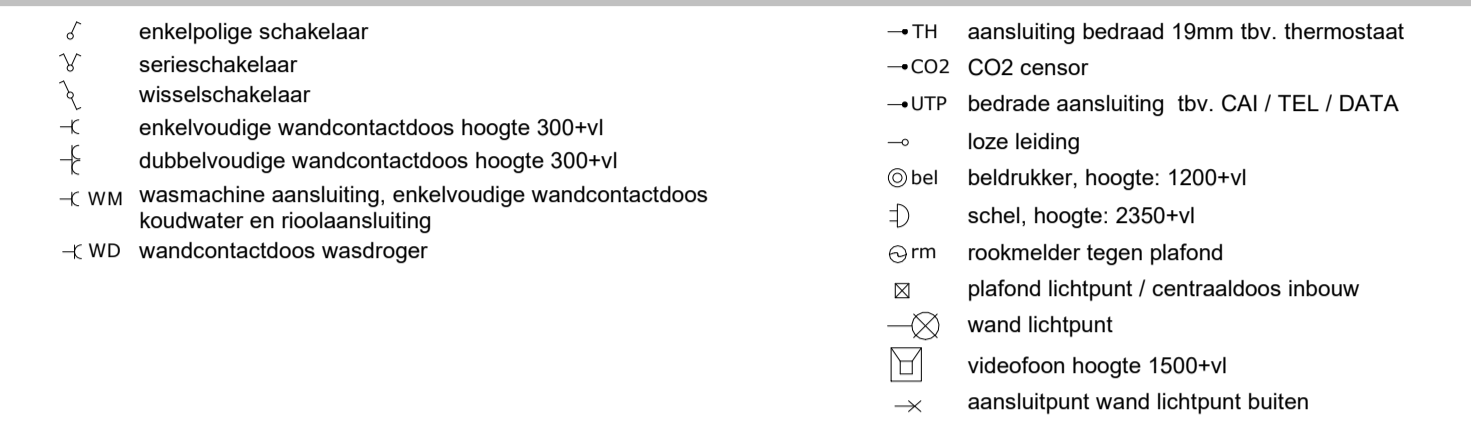 enkelpolige schakelaar
serieschakelaar
wisselschakelaar
enkelvoudige wandcontactdoos hoogte 300+vl
dubbelvoudige wandcontactdoos hoogte 300+vl
WM wasmachine aansluiting, enkelvoudige wandcontactdoos
koudwater en rioolaansluiting
WD wandcontactdoos wasdroger
TH aansluiting bedraad 19mm tbv. thermostaat
CO2 CO2 censor
UTP bedrade aansluiting tbv. CAI / TEL / DATA
loze leiding
bel beldrukker, hoogte: 1200+vl
schel, hoogte: 2350+vl
rm rookmelder tegen plafond
plafond lichtpunt / centraaldoos inbouw
wand lichtpunt
videofoon hoogte 1500+vl
aansluitpunt wand lichtpunt buiten